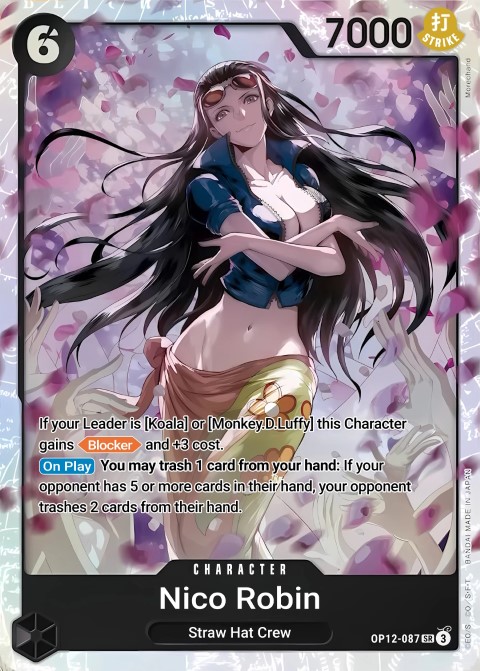 6
7000
打
STRIKE
Morechand
If your Leader is [Koala] or [Monkey.D.Luffy] this Character
gains Blocker and +3 cost.
On Play You may trash 1 card from your hand: If your
opponent has 5 or more cards in their hand, your opponent
trashes 2 cards from their hand.
CHARACTER
Nico Robin
Straw Hat Crew
OP12-087 SR 3
©E.O./S. ©O./S・F・T BANDAI MADE IN JAPAN